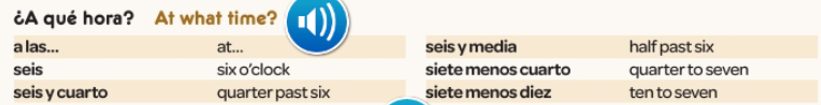 ¿A qué hora? At what time?
a las... at...
seis six o'clock
seis y cuarto quarter past six
seis y media half past six
siete menos cuarto quarter to seven
siete menos diez ten to seven